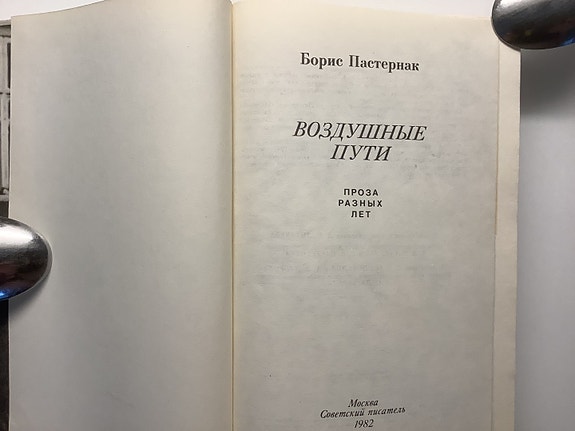 Борис Пастернак
ВОЗДУШНЫЕ
ПУТИ
ПРОЗА
РАЗНЫХ
ЛЕТ
Москва
Советский писатель
1982